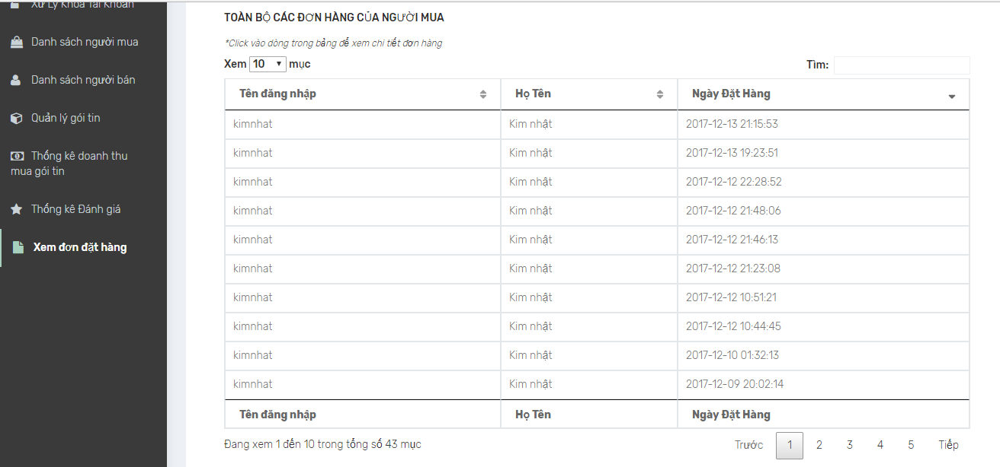 Xử Lý Khóa Tài Khoản
Danh sách người mua
Danh sách người bán
Quản lý gói tin
Thống kê doanh thu
mua gói tin
Thống kê Đánh giá
Xem đơn đặt hàng
TOÀN BỘ CÁC ĐƠN HÀNG CỦA NGƯỜI MUA
*Click vào dòng trong bảng để xem chi tiết đơn hàng
Xem 10 mục Tìm:
Tên đăng nhập Họ Tên Ngày Đặt Hàng
kimnhat Kim nhật 2017-12-13 21:15:53
kimnhat Kim nhật 2017-12-13 19:23:51
kimnhat Kim nhật 2017-12-12 22:28:52
kimnhat Kim nhật 2017-12-12 21:48:06
kimnhat Kim nhật 2017-12-12 21:46:13
kimnhat Kim nhật 2017-12-12 21:23:08
kimnhat Kim nhật 2017-12-12 10:51:21
kimnhat Kim nhật 2017-12-12 10:44:45
kimnhat Kim nhật 2017-12-10 01:32:13
kimnhat Kim nhật 2017-12-09 20:02:14
Tên đăng nhập Họ Tên Ngày Đặt Hàng
Đang xem 1 đến 10 trong tổng số 43 mục Trước 1 2 3 4 5 Tiếp